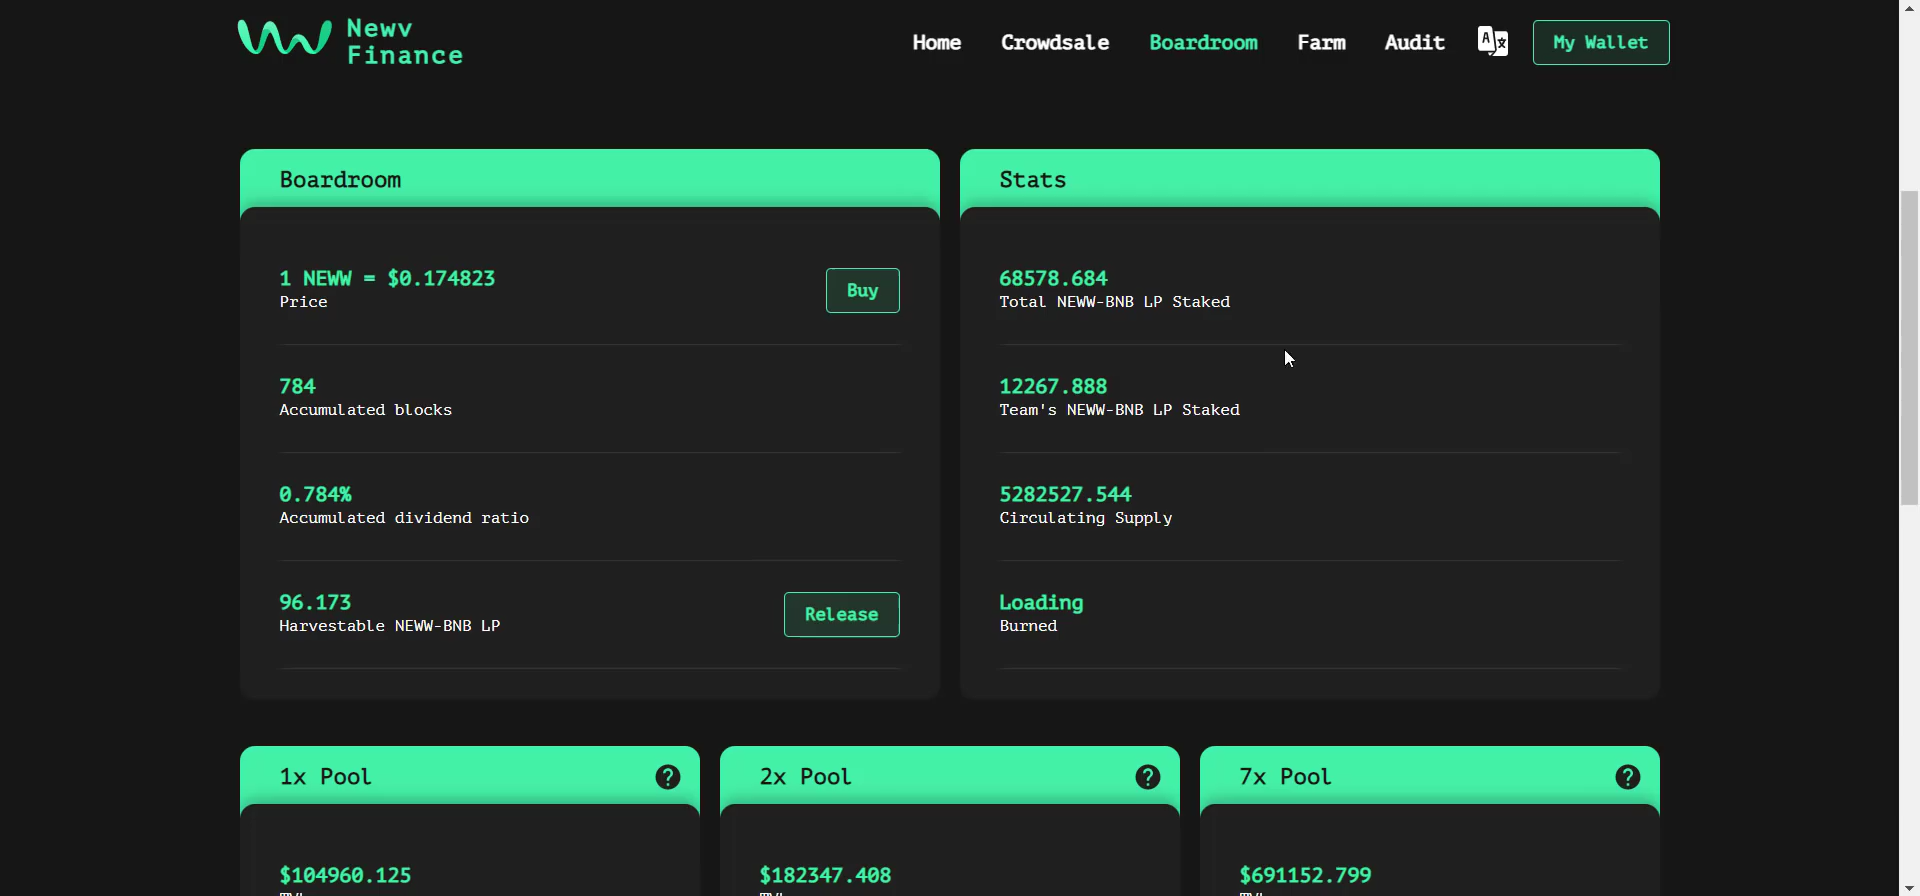 Newv
Finance
Home Crowdsale Boardroom Farm Audit My Wallet
Boardroom
1 NEWW = $0.174823
Price
Buy
784
Accumulated blocks
0.784%
Accumulated dividend ratio
96.173
Harvestable NEWW-BNB LP
Release
Stats
68578.684
Total NEWW-BNB LP Staked
12267.888
Team's NEWW-BNB LP Staked
5282527.544
Circulating Supply
Loading
Burned
1x Pool ?
$104960.125
2x Pool ?
$182347.408
7x Pool ?
$691152.799